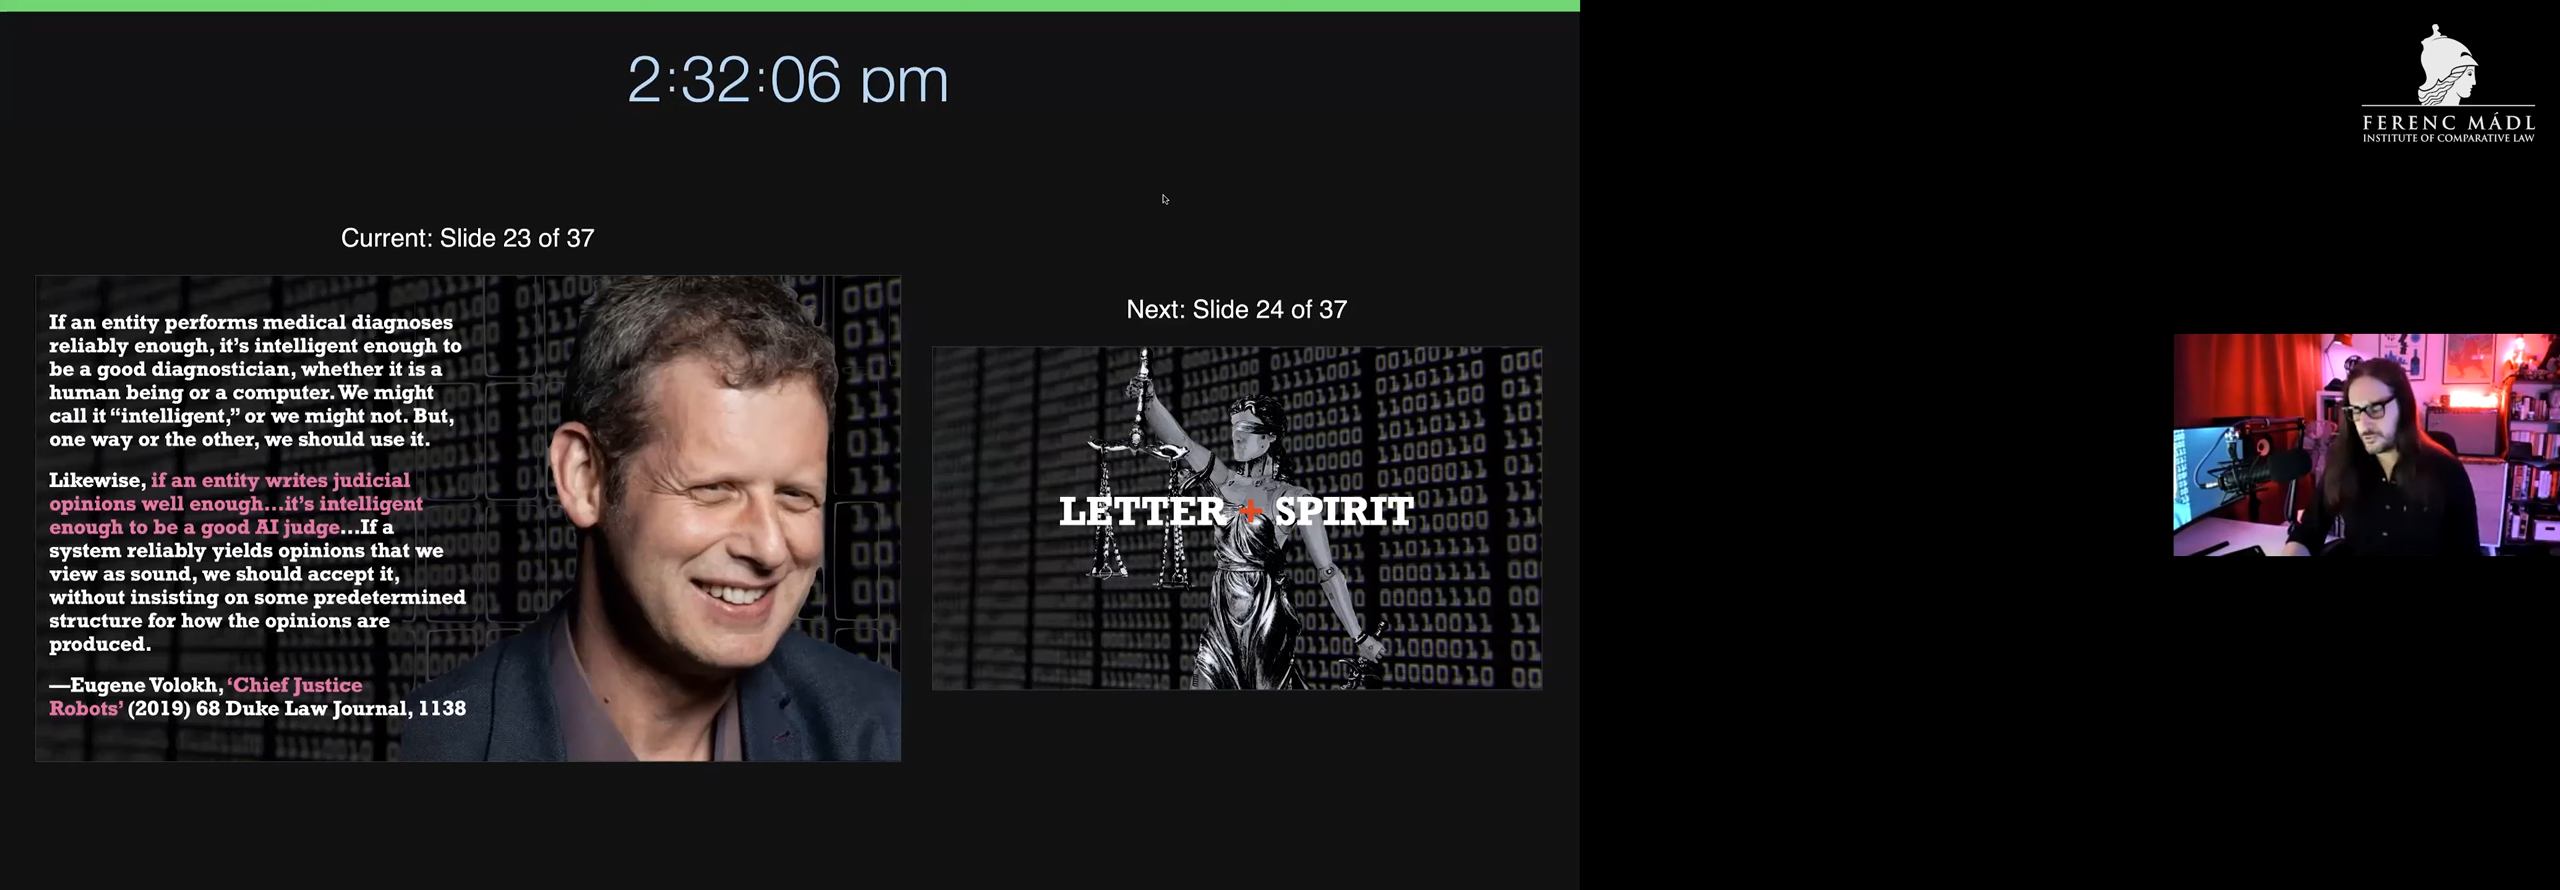 2:32:06 pm
Current: Slide 23 of 37
If an entity performs medical diagnoses
reliably enough, it’s intelligent enough to
be a good diagnostician, whether it is a
human being or a computer. We might
call it “intelligent,” or we might not. But,
one way or the other, we should use it.
Likewise, if an entity writes judicial
opinions well enough…it’s intelligent
enough to be a good AI judge…If a
system reliably yields opinions that we
view as sound, we should accept it,
without insisting on some predetermined
structure for how the opinions are
produced.
—Eugene Volokh, ‘Chief Justice
Robots’ (2019) 68 Duke Law Journal, 1138
Next: Slide 24 of 37
LETTER + SPIRIT
FERENC MÁDL
INSTITUTE OF COMPARATIVE LAW